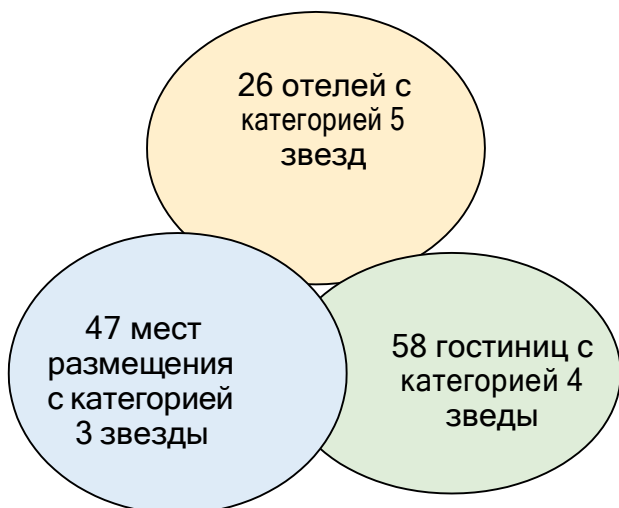 26 отелей с
категорией 5
звезд
47 мест
размещения
с категорией
3 звезды
58 гостиниц с
категорией 4
зведы